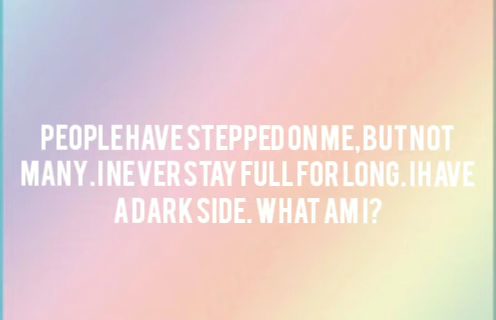 PEOPLE HAVE STEPPED ON ME, BUT NOT
MANY. I NEVER STAY FULL FOR LONG. I HAVE
A DARK SIDE. WHAT AM I?